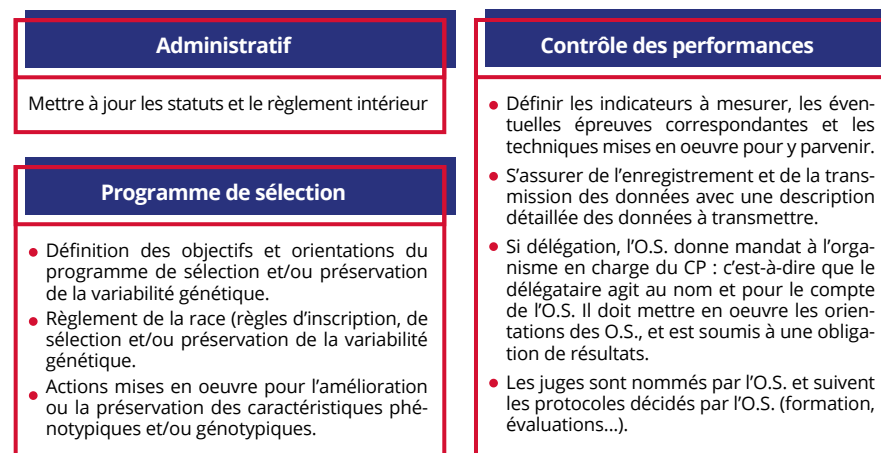 Administratif
Mettre à jour les statuts et le règlement intérieur
Programme de sélection
Définition des objectifs et orientations du
programme de sélection et/ou préservation
de la variabilité génétique.
Règlement de la race (règles d'inscription, de
sélection et/ou préservation de la variabilité
génétique.
Actions mises en oeuvre pour l'amélioration
ou la préservation des caractéristiques phé-
notypiques et/ou génotypiques.
Contrôle des performances
Définir les indicateurs à mesurer, les éven-
tuelles épreuves correspondantes et les
techniques mises en oeuvre pour y parvenir.
S'assurer de l'enregistrement et de la trans-
mission des données avec une description
détaillée des données à transmettre.
Si délégation, l'O.S. donne mandat à l'orga-
nisme en charge du CP : c'est-à-dire que le
délégataire agit au nom et pour le compte
de l'O.S. Il doit mettre en oeuvre les orien-
tations des O.S., et est soumis à une obliga-
tion de résultats.
Les juges sont nommés par l'O.S. et suivent
les protocoles décidés par l'O.S. (formation,
évaluations...).